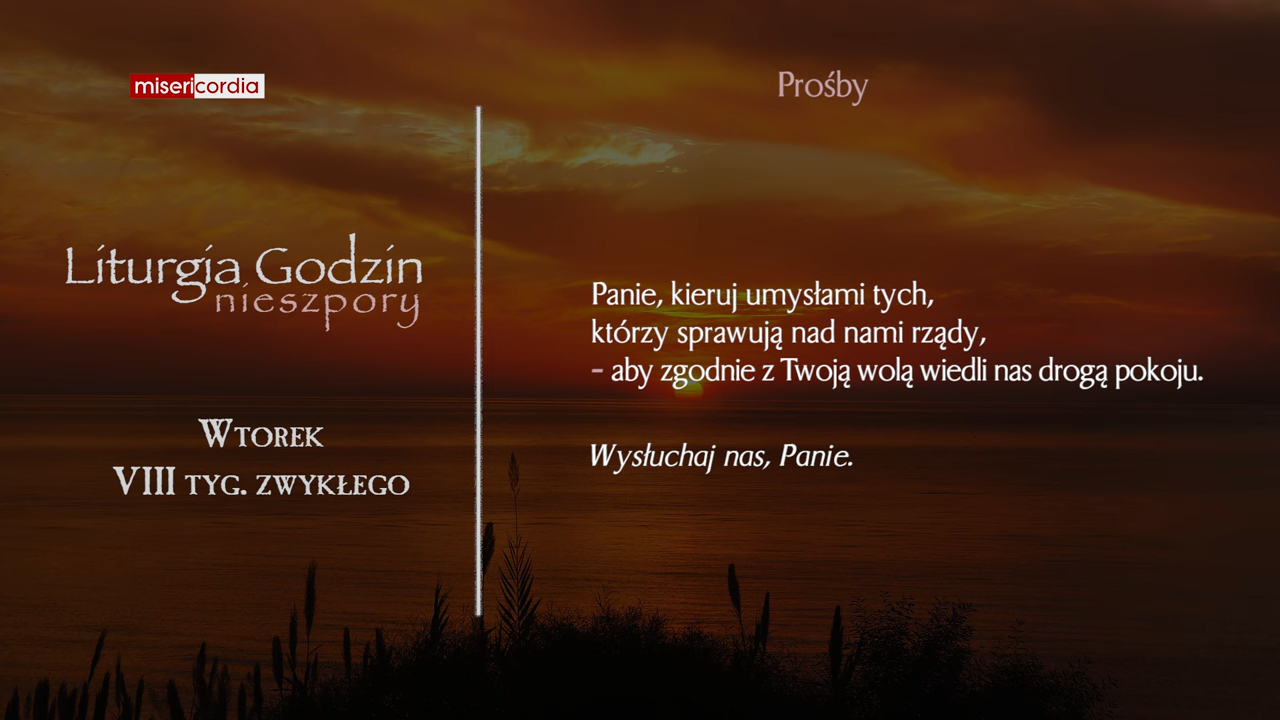 misericordia
Liturgia Godzin
nieszpory
Wtorek
VIII tyg. zwykłego
Prośby
Panie, kieruj umysłami tych,
którzy sprawują nad nami rządy,
- aby zgodnie z Twoją wolą wiedli nas drogą pokoju.
Wysłuchaj nas, Panie.